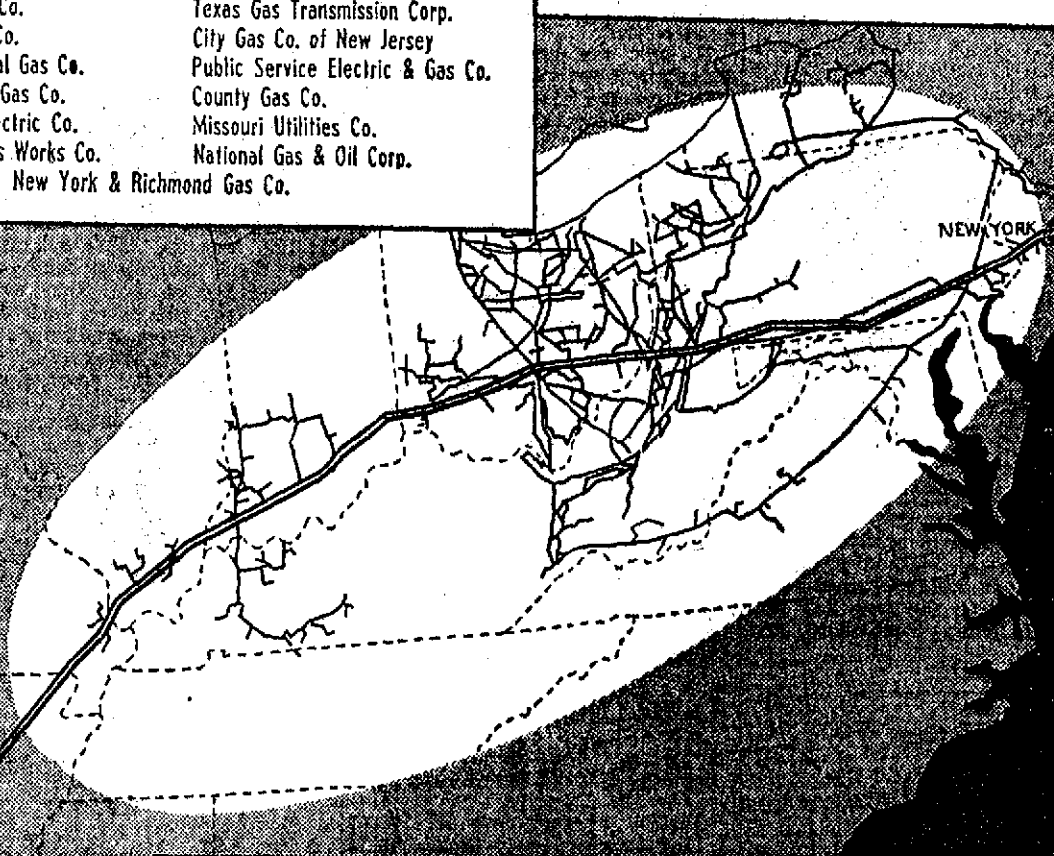 Co. Texas Gas Transmission Corp.
Co. City Gas Co. of New Jersey
al Gas Co. Public Service Electric & Gas Co.
Gas Co. County Gas Co.
ctric Co. Missouri Utilities Co.
s Works Co. National Gas & Oil Corp.
New York & Richmond Gas Co.
NEW YORK